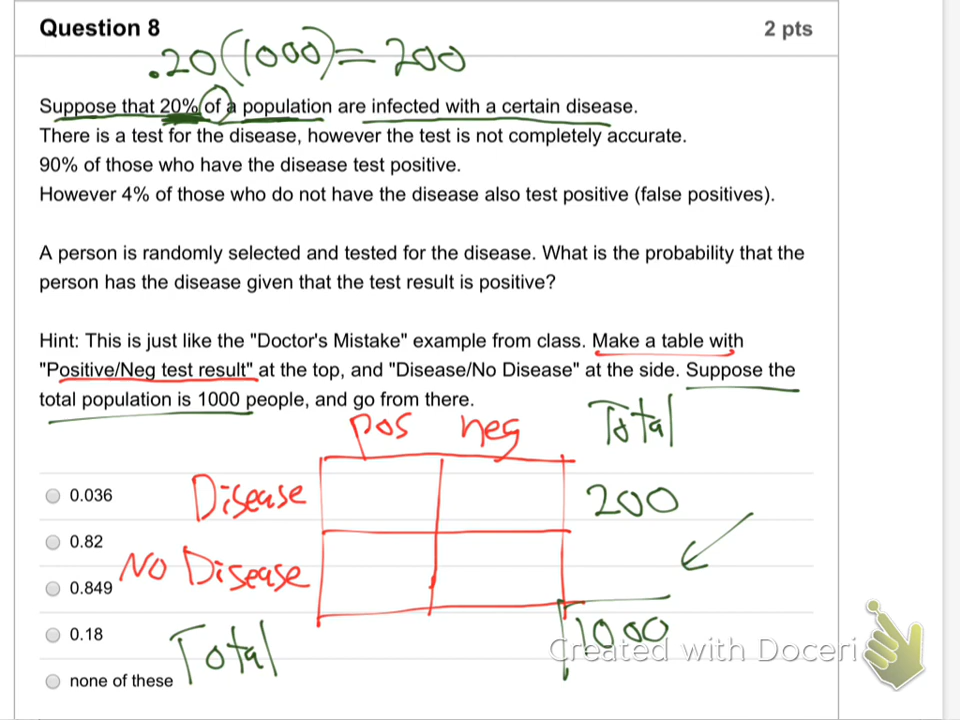 Question 8
2 pts
.20(1000)=200
Suppose that 20% of a population are infected with a certain disease.
There is a test for the disease, however the test is not completely accurate.
90% of those who have the disease test positive.
However 4% of those who do not have the disease also test positive (false positives).
A person is randomly selected and tested for the disease. What is the probability that the
person has the disease given that the test result is positive?
Hint: This is just like the "Doctor's Mistake" example from class. Make a table with
"Positive/Neg test result" at the top, and "Disease/No Disease" at the side. Suppose the
total population is 1000 people, and go from there.
pos neg Total
0.036
Disease 200
0.82
No Disease
0.849
0.18
Total 1000
Created with Doceri
none of these